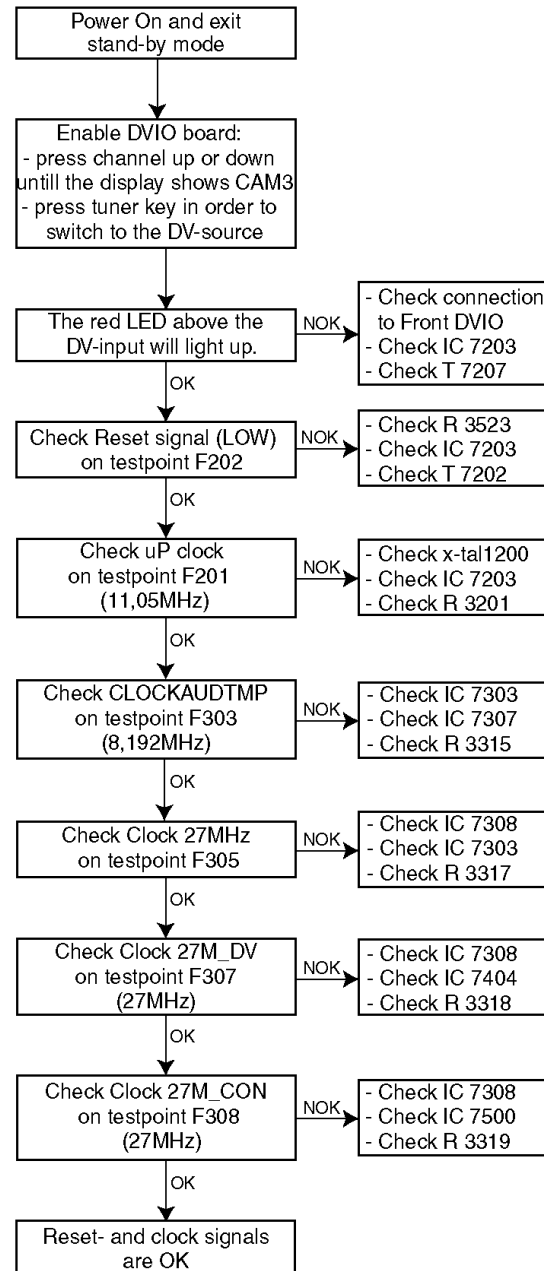 Power On and exit
stand-by mode
Enable DVIO board:
- press channel up or down
untill the display shows CAM3
- press tuner key in order to
switch to the DV-source
The red LED above the
DV-input will light up.
NOK
- Check connection
to Front DVIO
- Check IC 7203
- Check T 7207
OK
Check Reset signal (LOW)
on testpoint F202
NOK
- Check R 3523
- Check IC 7203
- Check T 7202
OK
Check uP clock
on testpoint F201
(11,05MHz)
NOK
- Check x-tal1200
- Check IC 7203
- Check R 3201
OK
Check CLOCKAUDTMP
on testpoint F303
(8,192MHz)
NOK
- Check IC 7303
- Check IC 7307
- Check R 3315
OK
Check Clock 27MHz
on testpoint F305
NOK
- Check IC 7308
- Check IC 7303
- Check R 3317
OK
Check Clock 27M_DV
on testpoint F307
(27MHz)
NOK
- Check IC 7308
- Check IC 7404
- Check R 3318
OK
Check Clock 27M_CON
on testpoint F308
(27MHz)
NOK
- Check IC 7308
- Check IC 7500
- Check R 3319
OK
Reset- and clock signals
are OK